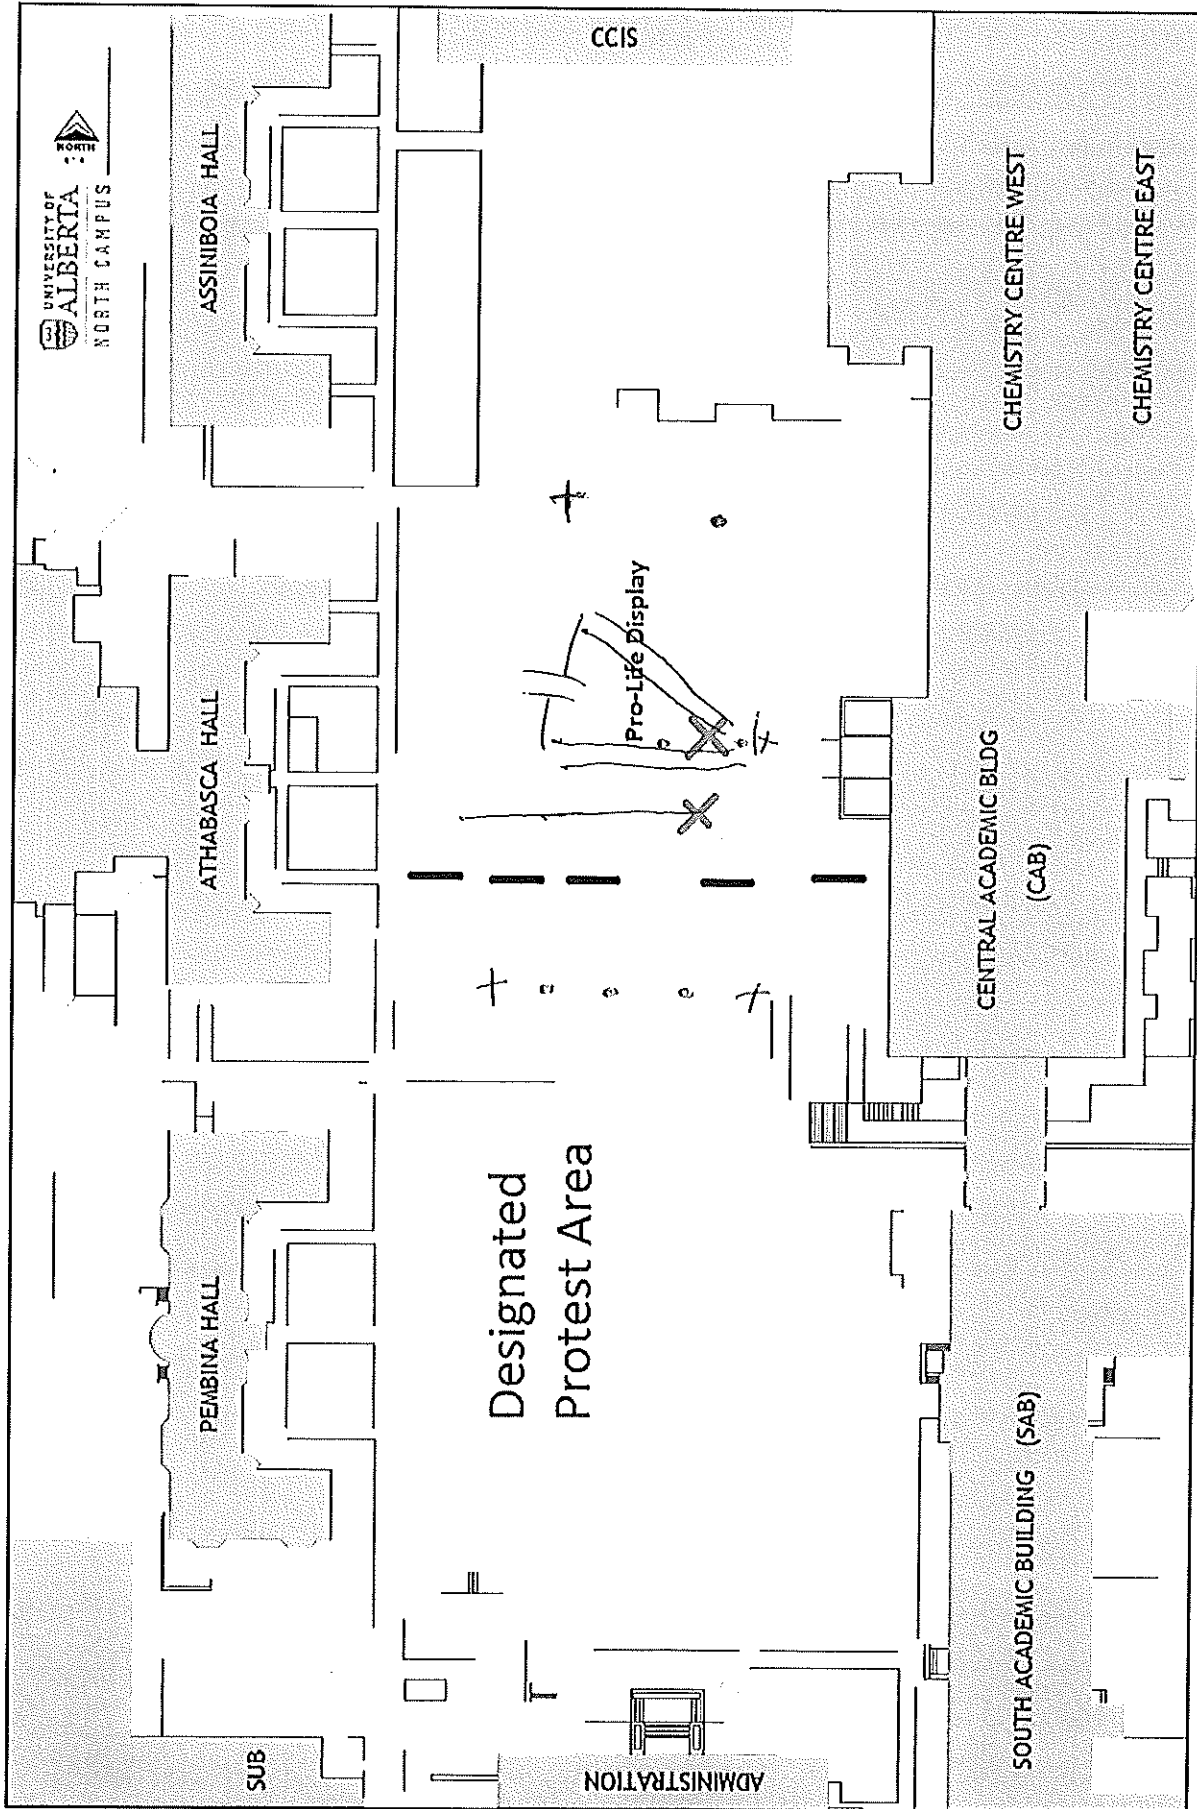 UNIVERSITY OF
ALBERTA
NORTH CAMPUS
NORTH
SUB
PEMBINA HALL
ATHABASCA HALL
ASSINIBOIA HALL
CCIS
Designated
Protest Area
Pro-Life Display
ADMINISTRATION
SOUTH ACADEMIC BUILDING (SAB)
CENTRAL ACADEMIC BLDG
(CAB)
CHEMISTRY CENTRE WEST
CHEMISTRY CENTRE EAST